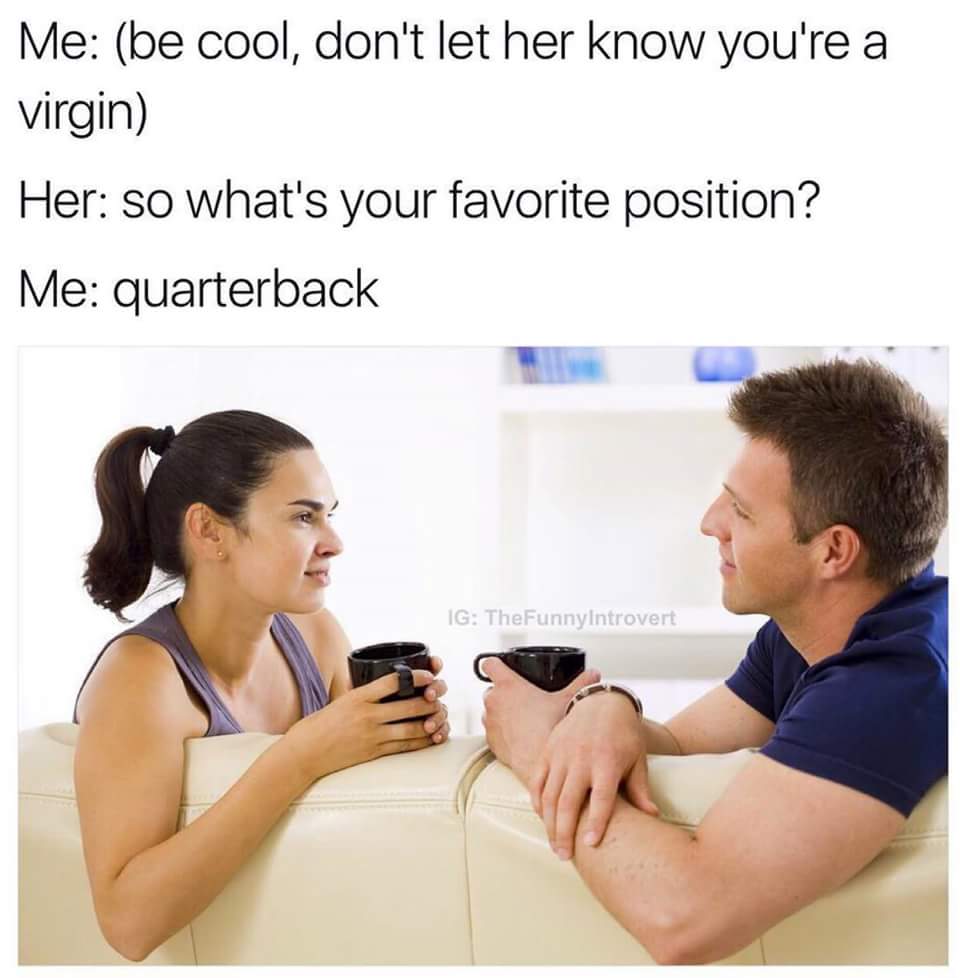 Me: (be cool, don't let her know you're a
virgin)
Her: so what's your favorite position?
Me: quarterback
IG: TheFunnyIntrovert